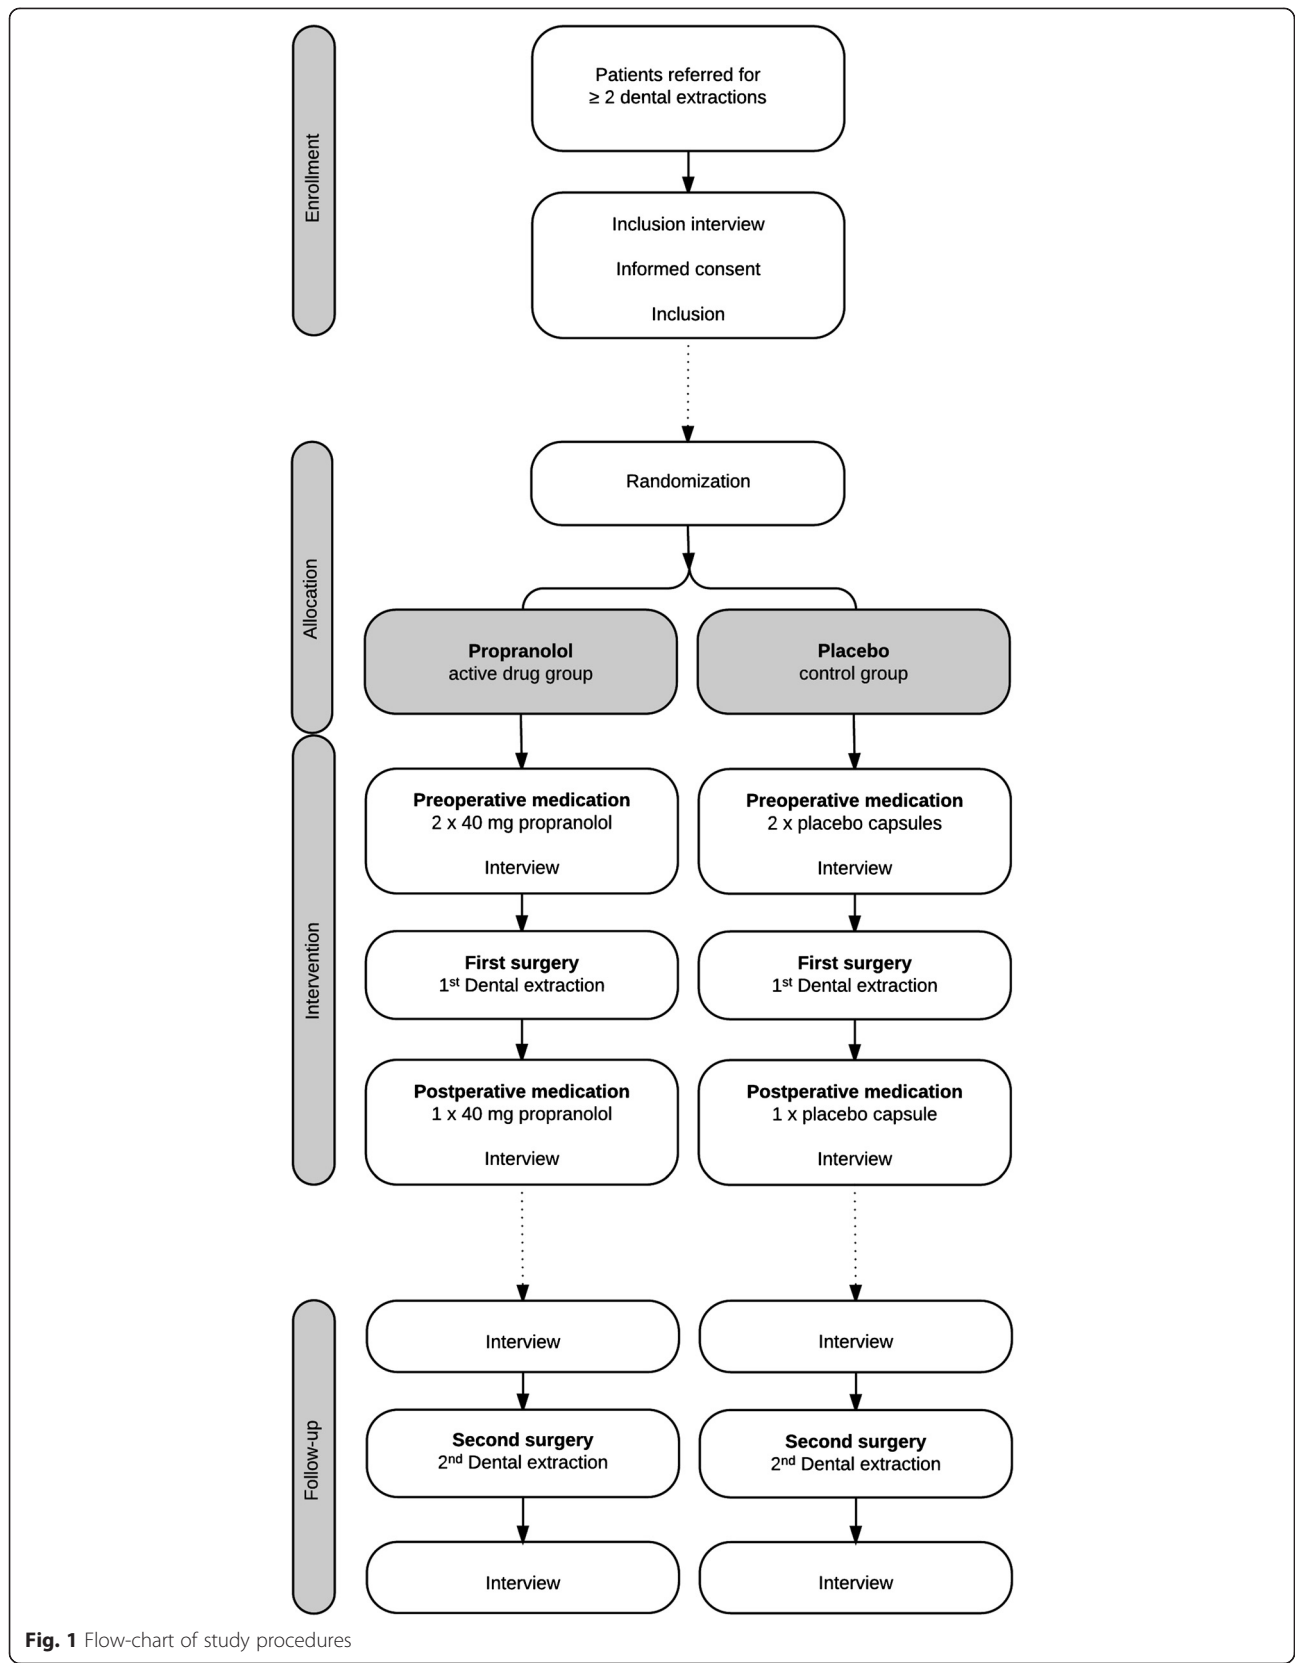 Enrollment
Patients referred for
≥ 2 dental extractions
Inclusion interview
Informed consent
Inclusion
Allocation
Randomization
Propranolol
active drug group
Placebo
control group
Intervention
Preoperative medication
2 x 40 mg propranolol
Interview
Preoperative medication
2 x placebo capsules
Interview
First surgery
1st Dental extraction
First surgery
1st Dental extraction
Postperative medication
1 x 40 mg propranolol
Interview
Postperative medication
1 x placebo capsule
Interview
Follow-up
Interview
Interview
Second surgery
2nd Dental extraction
Second surgery
2nd Dental extraction
Interview
Interview
Fig. 1 Flow-chart of study procedures